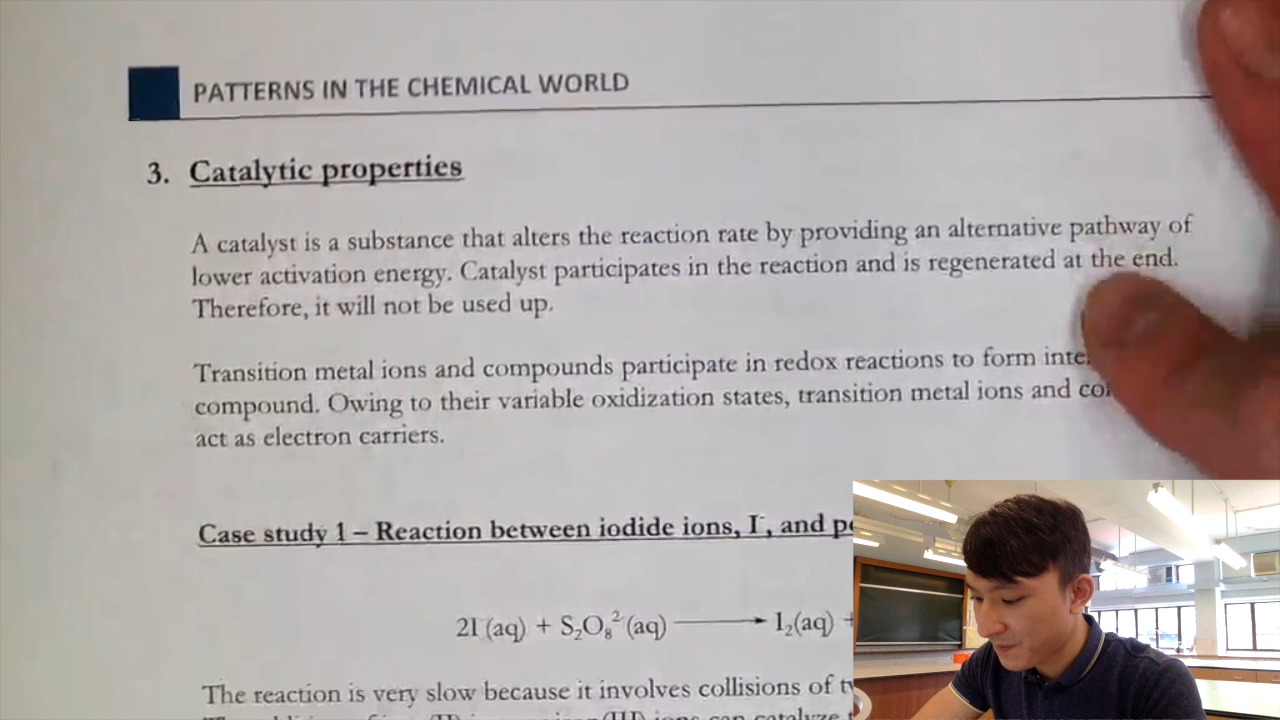 PATTERNS IN THE CHEMICAL WORLD
3. Catalytic properties
A catalyst is a substance that alters the reaction rate by providing an alternative pathway of
lower activation energy. Catalyst participates in the reaction and is regenerated at the end.
Therefore, it will not be used up.
Transition metal ions and compounds participate in redox reactions to form
compound. Owing to their variable oxidization states, transition metal ions and
act as electron carriers.
Case study 1 – Reaction between iodide ions, I⁻, and
2I⁻(aq) + S₂O₈²⁻(aq) ⟶ I₂(aq) +
The reaction is very slow because it involves collisions of
ions can catalyze